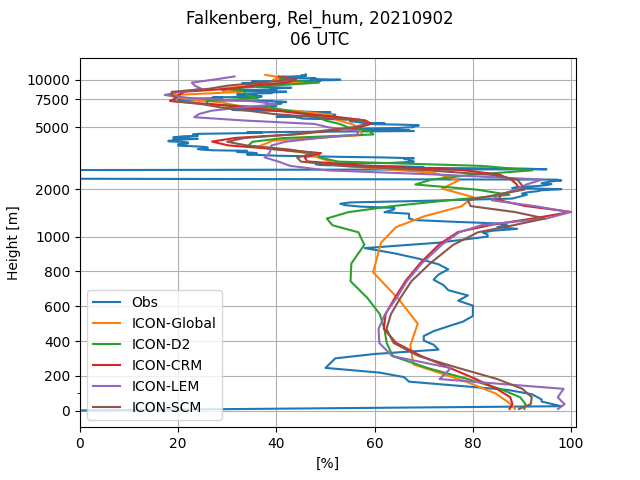 Falkenberg, Rel_hum, 20210902
06 UTC
10000
7500
5000
2000
1000
800
600
400
200
0
Height [m]
Obs
ICON-Global
ICON-D2
ICON-CRM
ICON-LEM
ICON-SCM
0 20 40 60 80 100
[%]